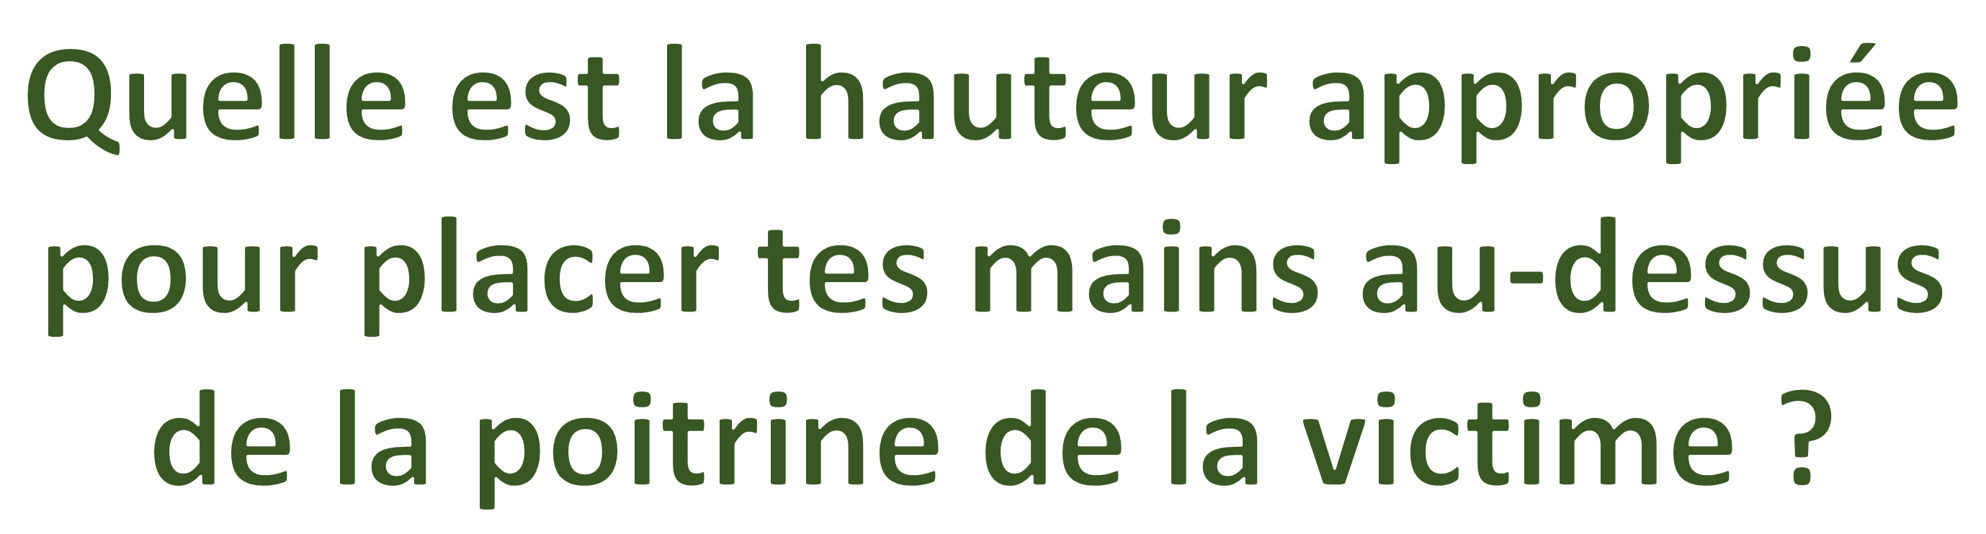 Quelle est la hauteur appropriée
pour placer tes mains au-dessus
de la poitrine de la victime ?